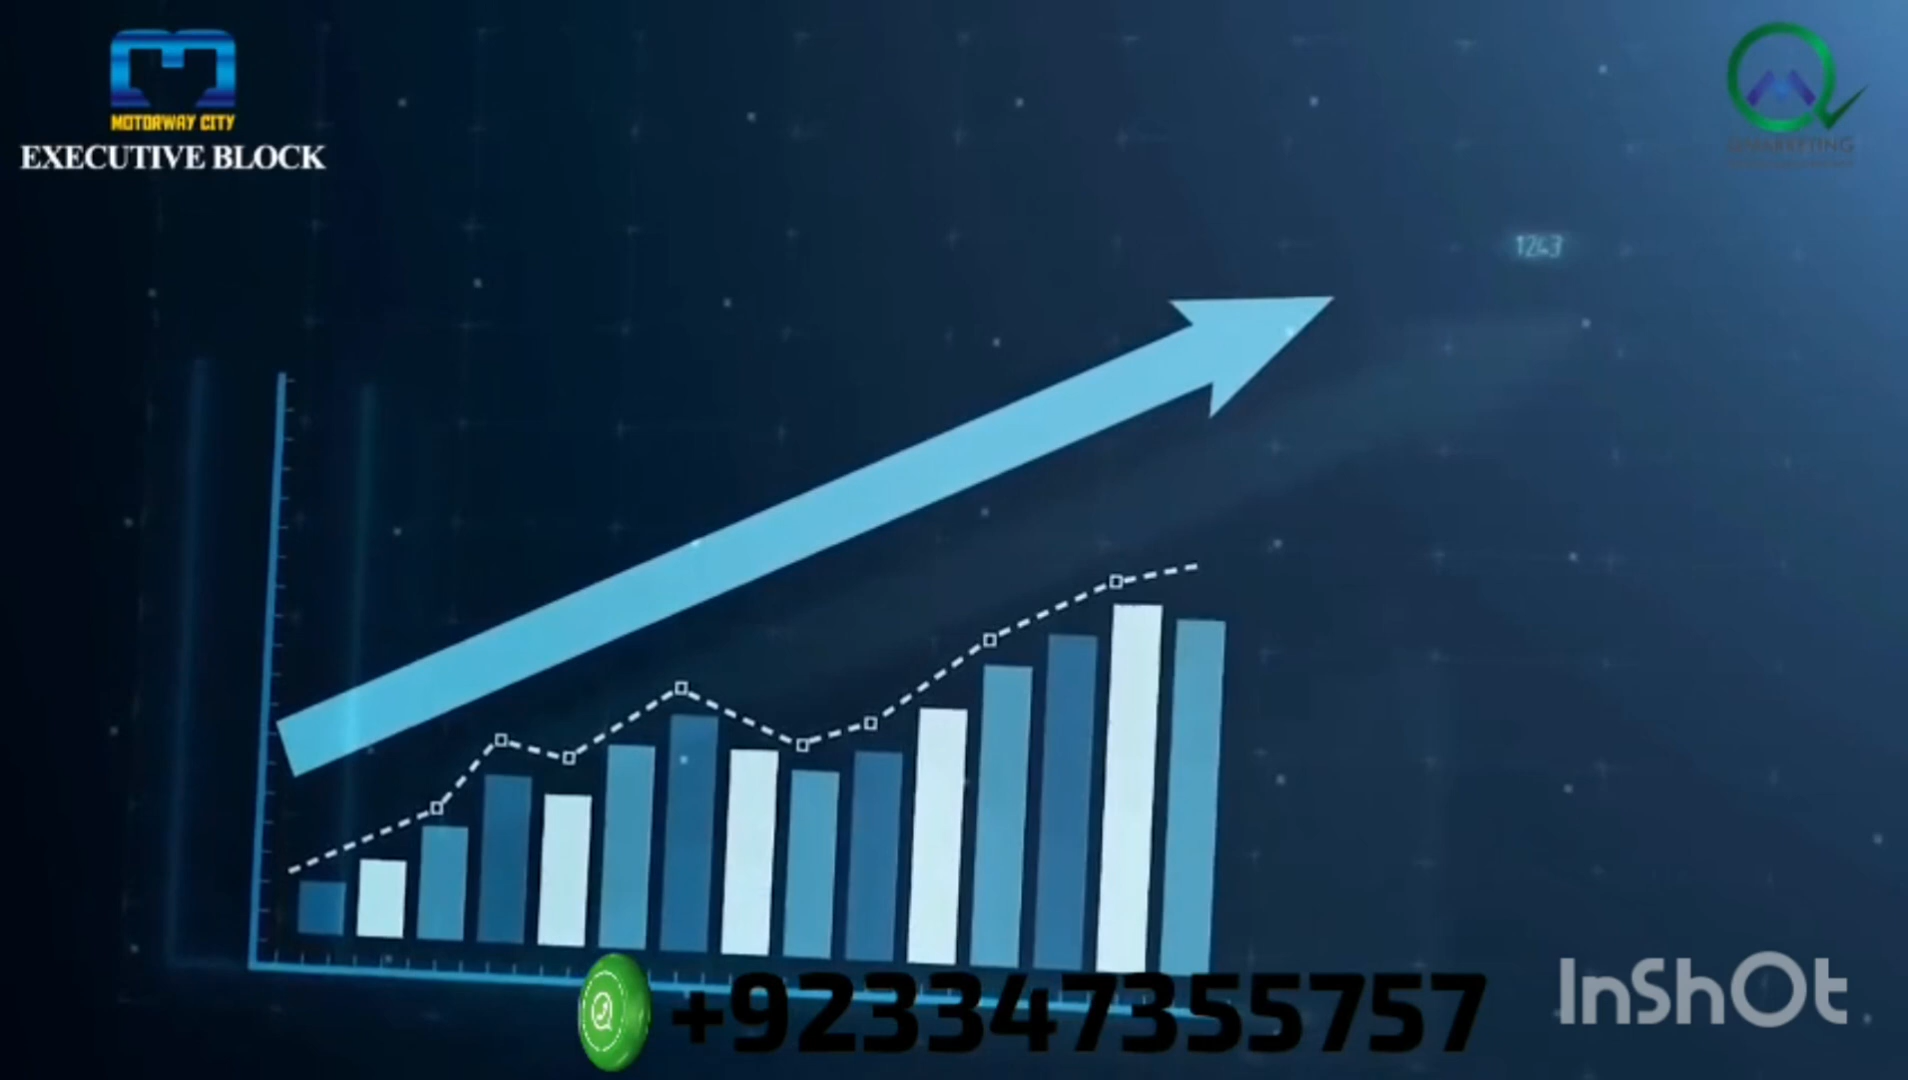 MOTORWAY CITY
EXECUTIVE BLOCK
1243
+923347355757
InShOt